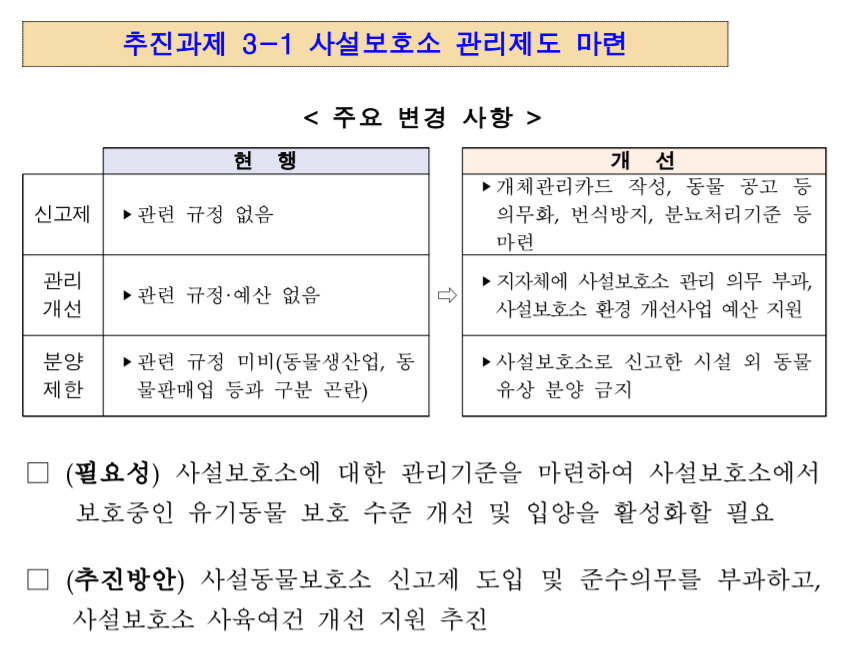 추진과제 3-1 사설보호소 관리제도 마련
< 주요 변경 사항 >
현 행
개 선
신고제
▶관련 규정 없음
▶개체관리카드 작성, 동물 공고 등
의무화, 번식방지, 분뇨처리기준 등
마련
관리
개선
▶관련 규정·예산 없음
⇨
▶지자체에 사설보호소 관리 의무 부과,
사설보호소 환경 개선사업 예산 지원
분양
제한
▶관련 규정 미비(동물생산업, 동
물판매업 등과 구분 곤란)
▶사설보호소로 신고한 시설 외 동물
유상 분양 금지
□ (필요성) 사설보호소에 대한 관리기준을 마련하여 사설보호소에서
보호중인 유기동물 보호 수준 개선 및 입양을 활성화할 필요
□ (추진방안) 사설동물보호소 신고제 도입 및 준수의무를 부과하고,
사설보호소 사육여건 개선 지원 추진